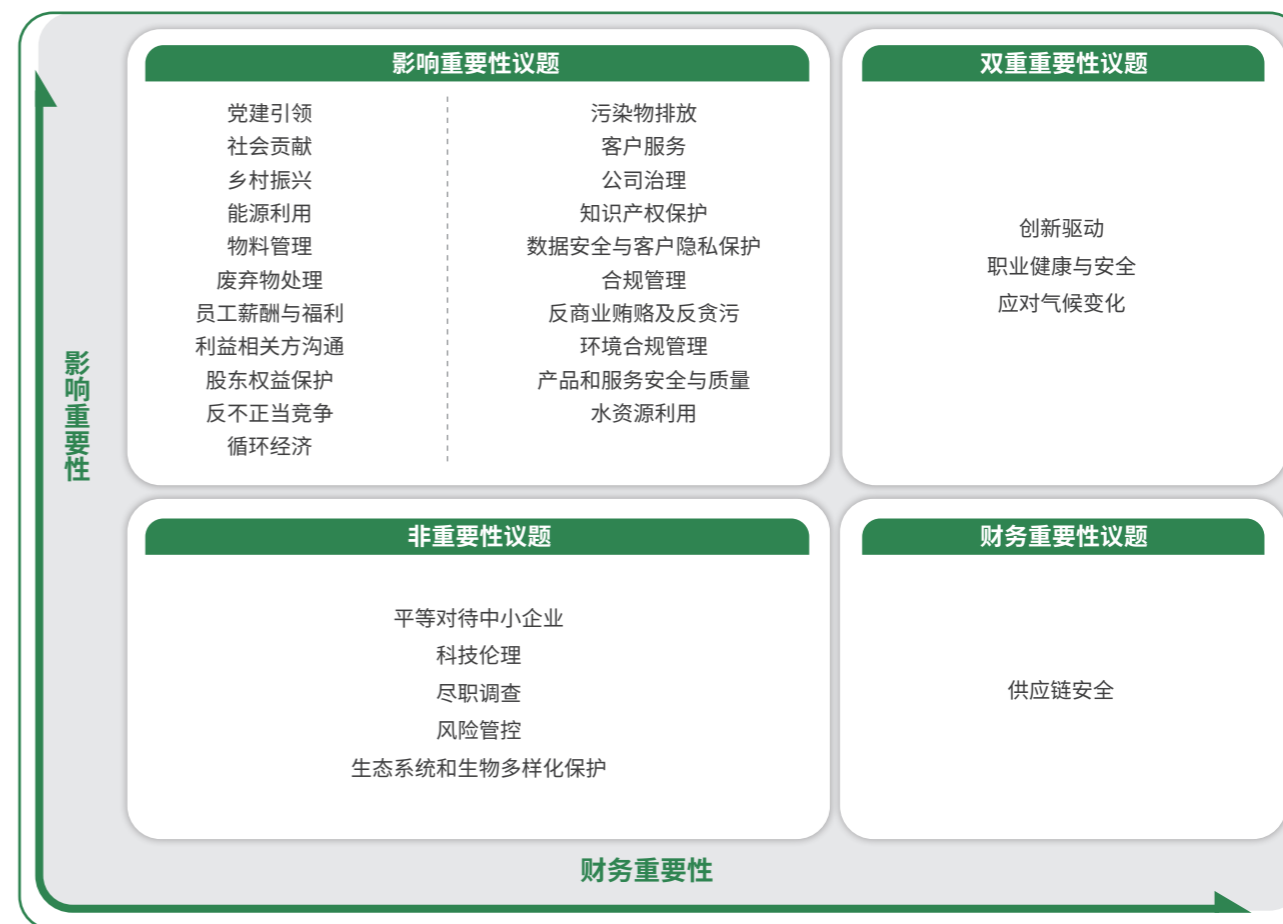 影响重要性议题
党建引领
社会贡献
乡村振兴
能源利用
物料管理
废弃物处理
员工薪酬与福利
利益相关方沟通
股东权益保护
反不正当竞争
循环经济
污染物排放
客户服务
公司治理
知识产权保护
数据安全与客户隐私保护
合规管理
反商业贿赂及反贪污
环境合规管理
产品和服务安全与质量
水资源利用
双重重要性议题
创新驱动
职业健康与安全
应对气候变化
影响重要性
非重要性议题
平等对待中小企业
科技伦理
尽职调查
风险管控
生态系统和生物多样化保护
财务重要性议题
供应链安全
财务重要性